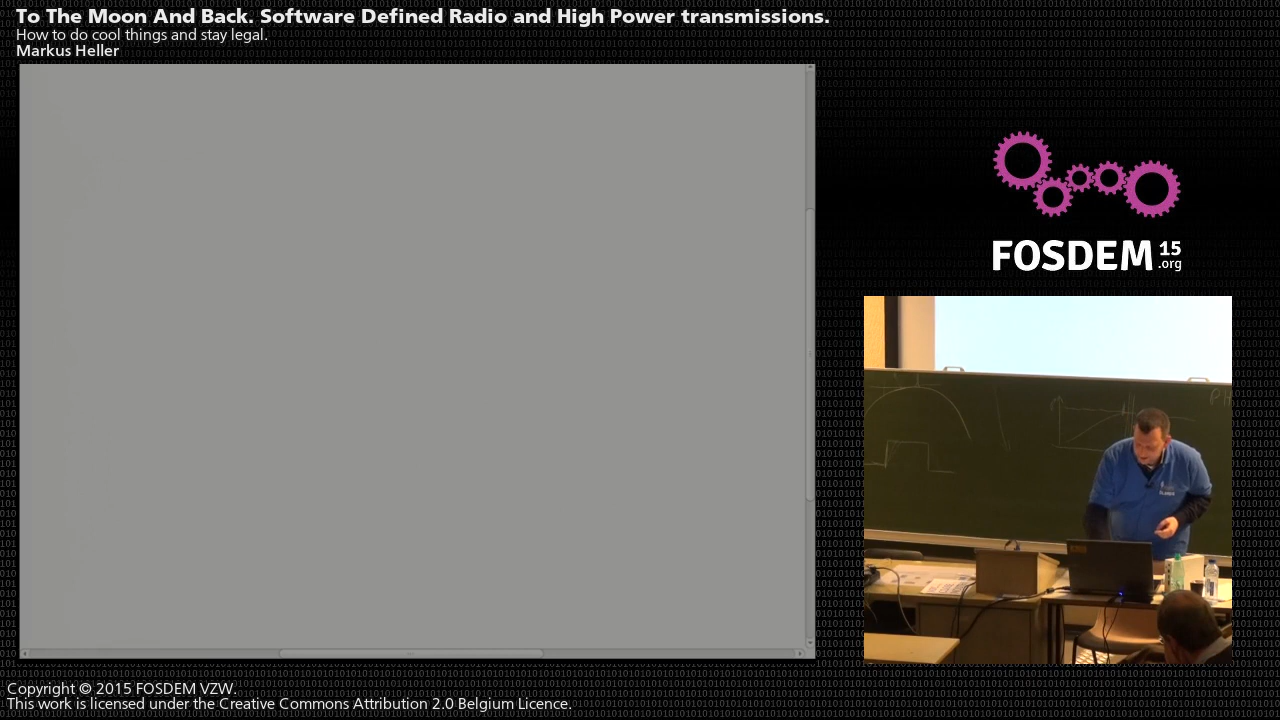 To The Moon And Back. Software Defined Radio and High Power transmissions.
How to do cool things and stay legal.
Markus Heller
FOSDEM 15
.org
Copyright © 2015 FOSDEM VZW.
This work is licensed under the Creative Commons Attribution 2.0 Belgium Licence.